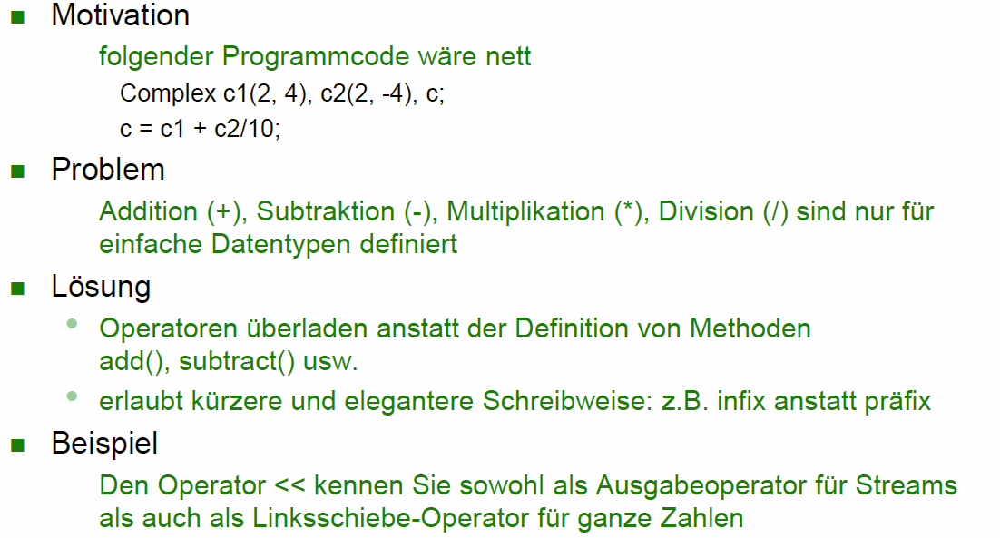 Motivation
folgender Programmcode wäre nett
Complex c1(2, 4), c2(2, -4), c;
c = c1 + c2/10;
Problem
Addition (+), Subtraktion (-), Multiplikation (*), Division (/) sind nur für
einfache Datentypen definiert
Lösung
Operatoren überladen anstatt der Definition von Methoden
add(), subtract() usw.
erlaubt kürzere und elegantere Schreibweise: z.B. infix anstatt präfix
Beispiel
Den Operator << kennen Sie sowohl als Ausgabeoperator für Streams
als auch als Linksschiebe-Operator für ganze Zahlen